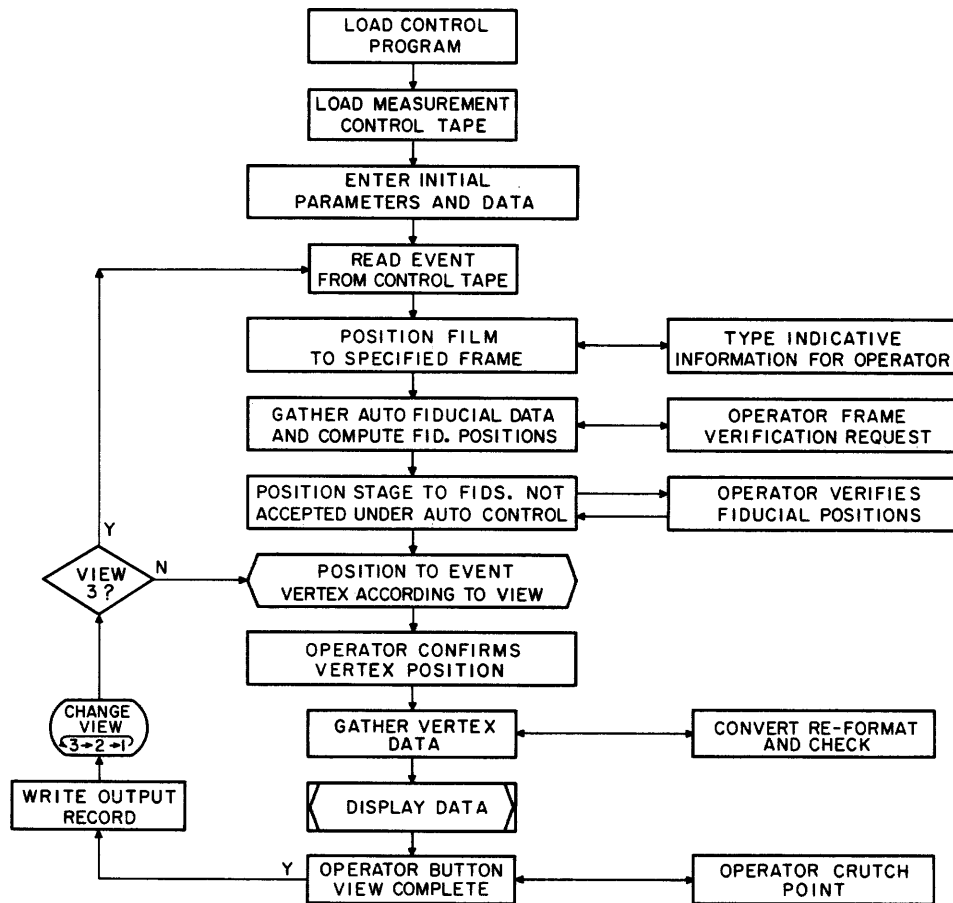 LOAD CONTROL
PROGRAM
LOAD MEASUREMENT
CONTROL TAPE
ENTER INITIAL
PARAMETERS AND DATA
READ EVENT
FROM CONTROL TAPE
POSITION FILM
TO SPECIFIED FRAME
TYPE INDICATIVE
INFORMATION FOR OPERATOR
GATHER AUTO FIDUCIAL DATA
AND COMPUTE FID. POSITIONS
OPERATOR FRAME
VERIFICATION REQUEST
POSITION STAGE TO FIDS. NOT
ACCEPTED UNDER AUTO CONTROL
OPERATOR VERIFIES
FIDUCIAL POSITIONS
Y
VIEW
3?
N
POSITION TO EVENT
VERTEX ACCORDING TO VIEW
OPERATOR CONFIRMS
VERTEX POSITION
CHANGE
VIEW
3→2→1
GATHER VERTEX
DATA
CONVERT RE-FORMAT
AND CHECK
WRITE OUTPUT
RECORD
DISPLAY DATA
Y
OPERATOR BUTTON
VIEW COMPLETE
OPERATOR CRUTCH
POINT